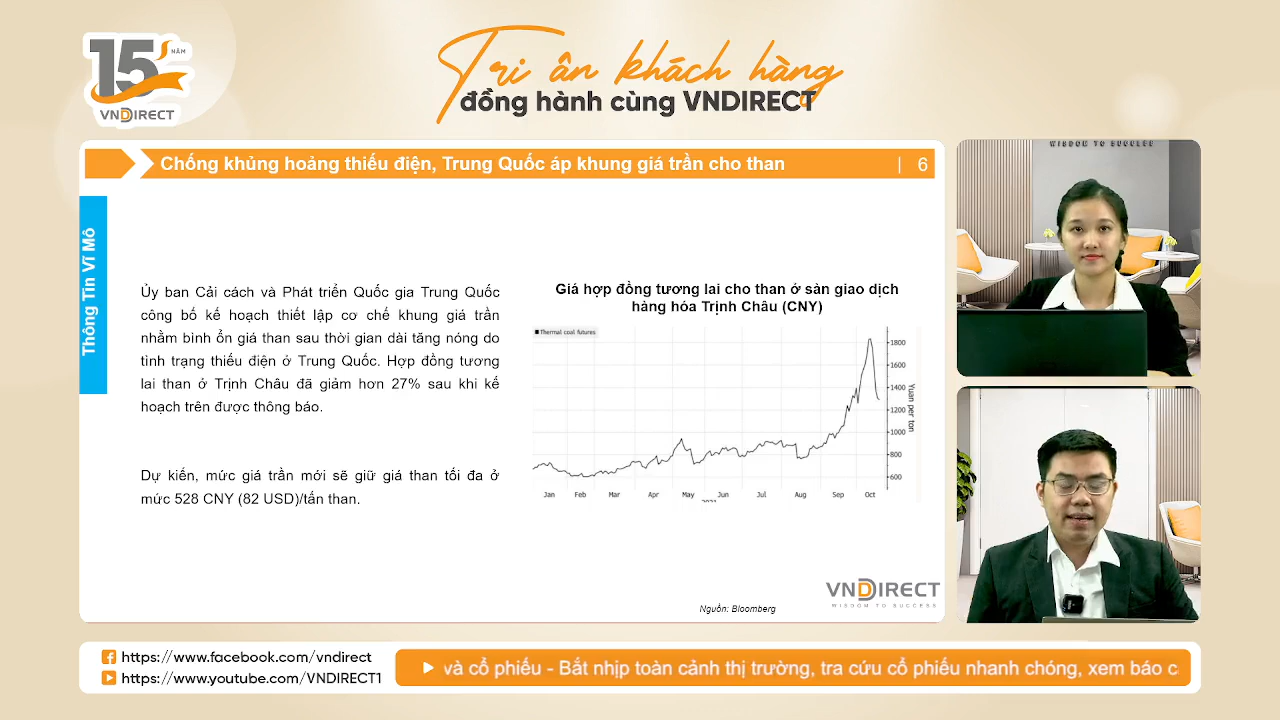 15 NĂM
VNDIRECT
Tri ân khách hàng
đồng hành cùng VNDIRECT
Chống khủng hoảng thiếu điện, Trung Quốc áp khung giá trần cho than
| 6
Thông Tin Vĩ Mô
Ủy ban Cải cách và Phát triển Quốc gia Trung Quốc
công bố kế hoạch thiết lập cơ chế khung giá trần
nhằm bình ổn giá than sau thời gian dài tăng nóng do
tình trạng thiếu điện ở Trung Quốc. Hợp đồng tương
lai than ở Trịnh Châu đã giảm hơn 27% sau khi kế
hoạch trên được thông báo.
Dự kiến, mức giá trần mới sẽ giữ giá than tối đa ở
mức 528 CNY (82 USD)/tấn than.
Giá hợp đồng tương lai cho than ở sàn giao dịch
hàng hóa Trịnh Châu (CNY)
Thermal coal futures
1800
1600
1400
1200
1000
800
600
Yuan per ton
Jan Feb Mar Apr May Jun Jul Aug Sep Oct
2021
Nguồn: Bloomberg
VNDIRECT
WISDOM TO SUCCESS
WISDOM TO SUCCESS
https://www.facebook.com/vndirect
https://www.youtube.com/VNDIRECT1
và cổ phiếu - Bắt nhịp toàn cảnh thị trường, tra cứu cổ phiếu nhanh chóng, xem báo c